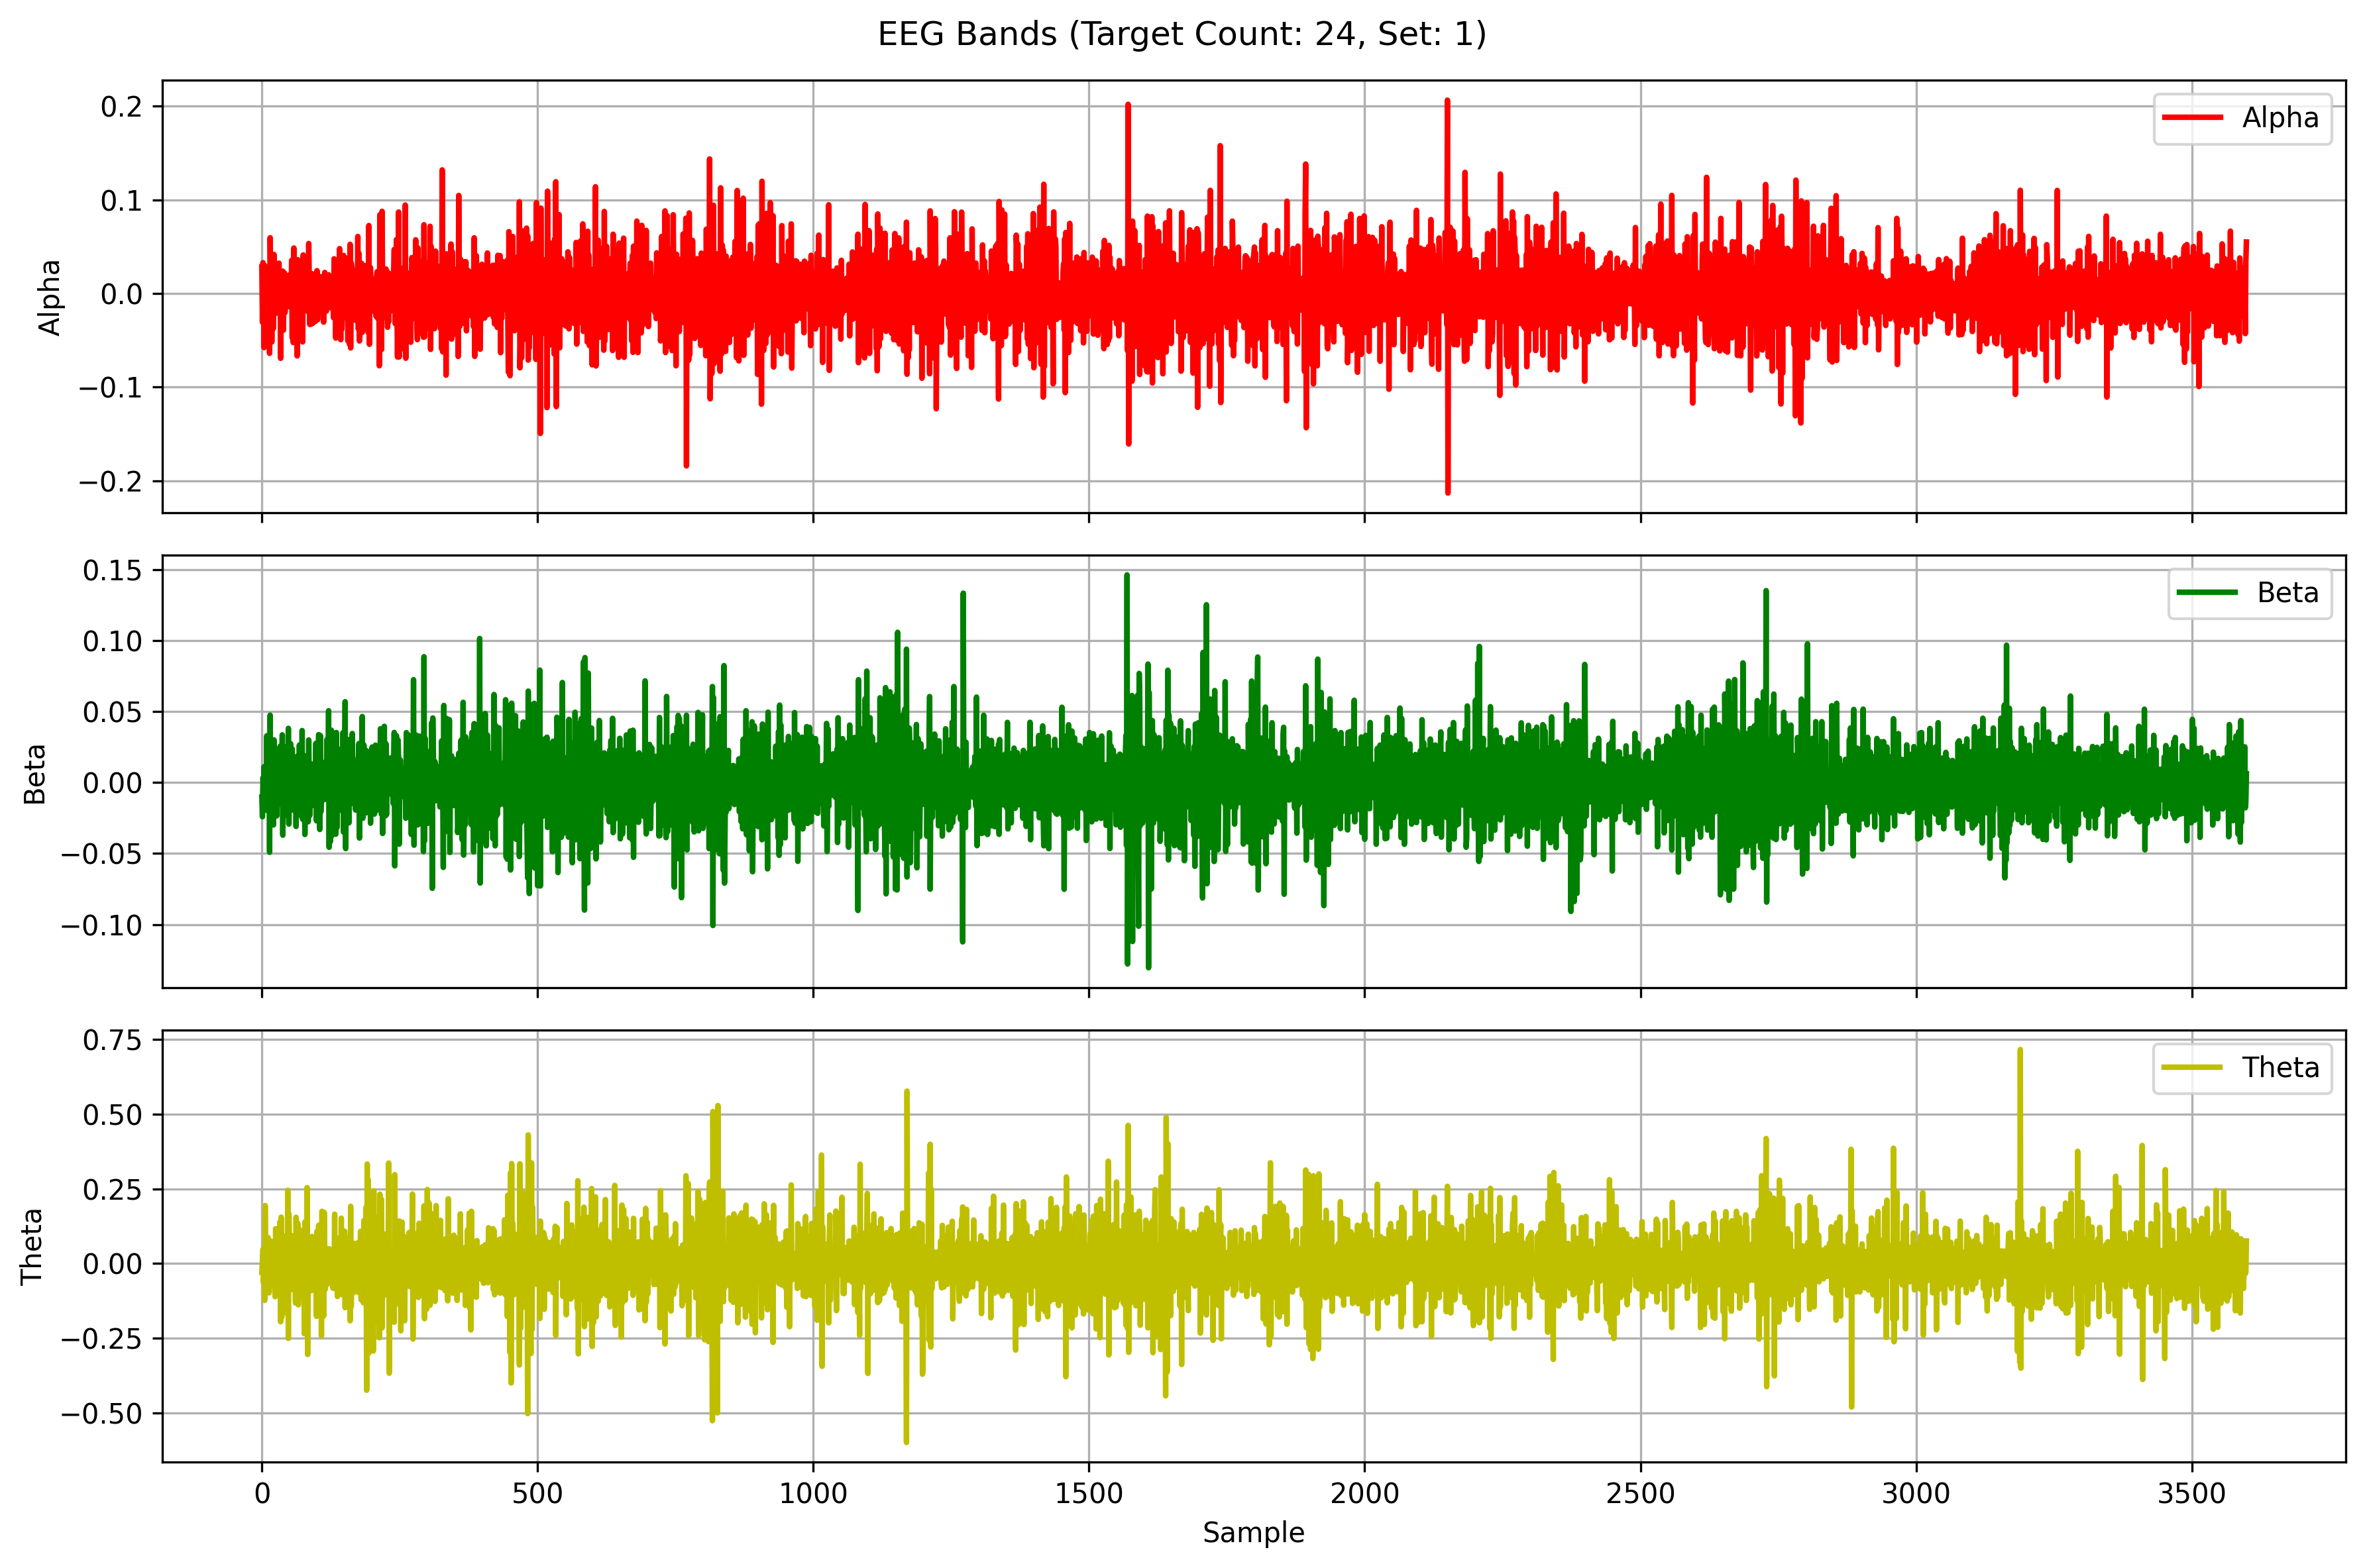 EEG Bands (Target Count: 24, Set: 1)
0.2
0.1
0.0
−0.1
−0.2
Alpha
Alpha
0.15
0.10
0.05
0.00
−0.05
−0.10
Beta
Beta
0.75
0.50
0.25
0.00
−0.25
−0.50
Theta
Theta
0 500 1000 1500 2000 2500 3000 3500
Sample